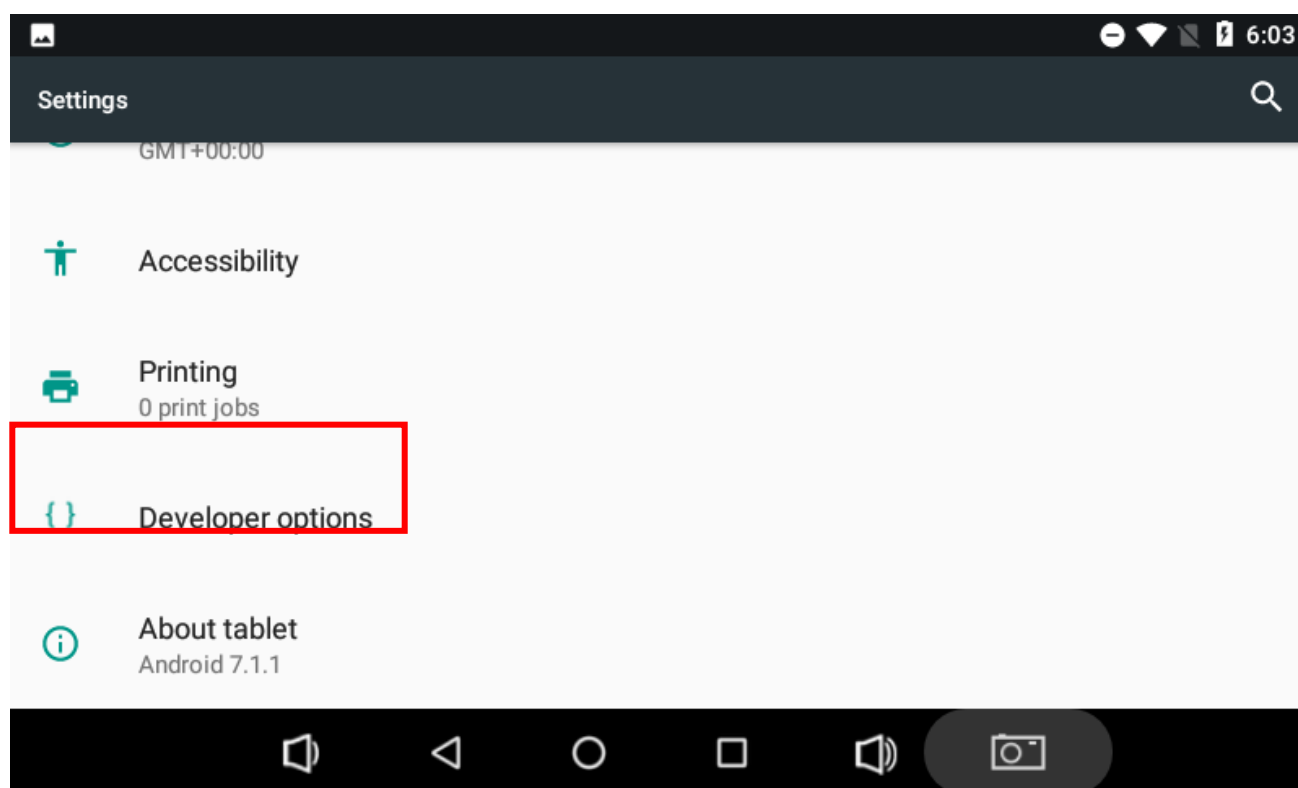 6:03
Settings
GMT+00:00
Accessibility
Printing
0 print jobs
{ } Developer options
About tablet
Android 7.1.1